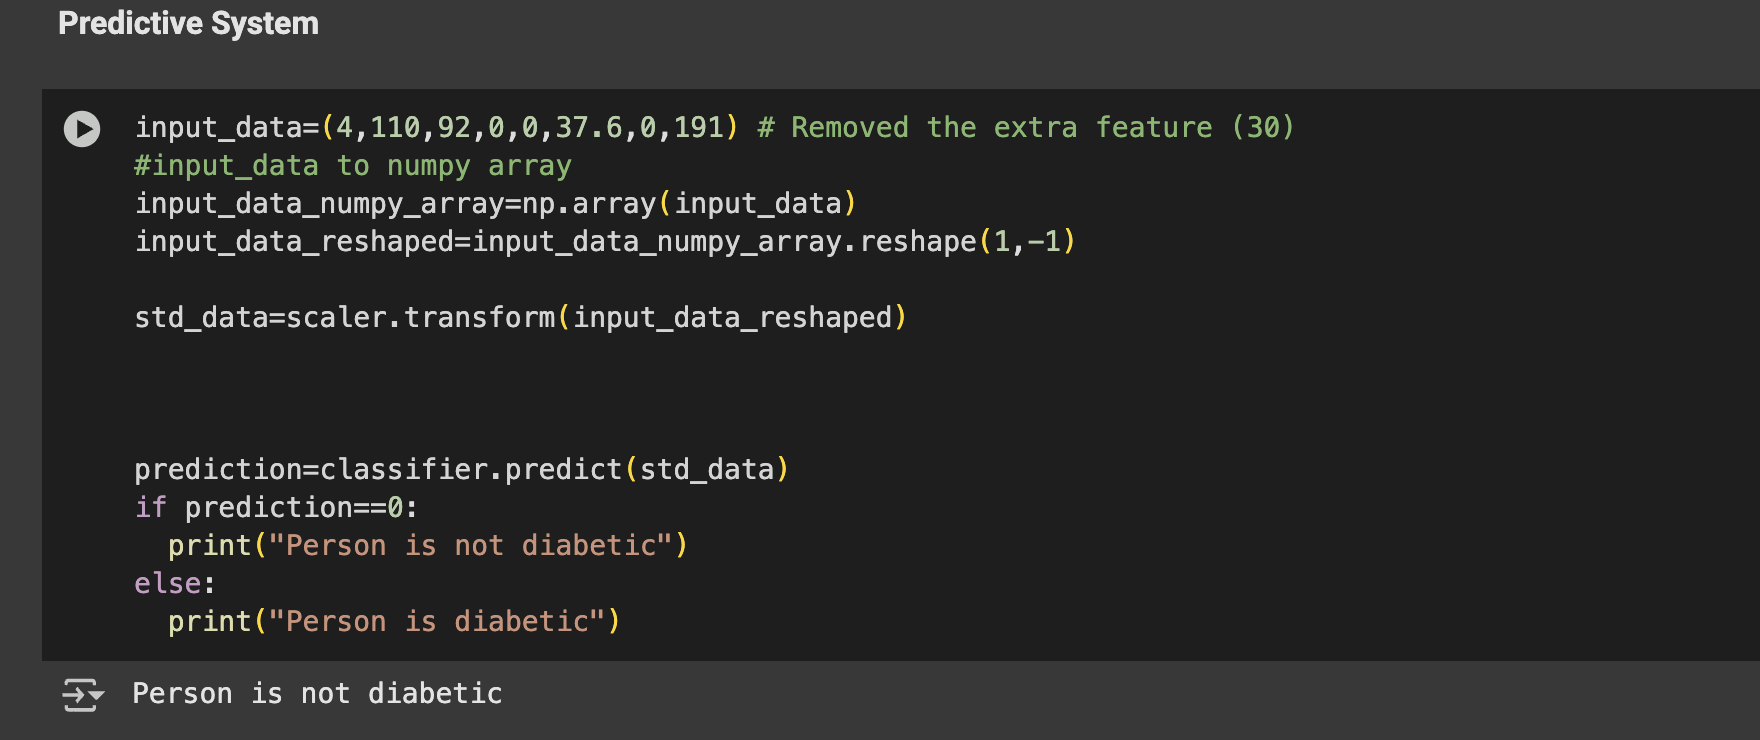 Predictive System
input_data=(4,110,92,0,0,37.6,0,191) # Removed the extra feature (30)
#input_data to numpy array
input_data_numpy_array=np.array(input_data)
input_data_reshaped=input_data_numpy_array.reshape(1,-1)
std_data=scaler.transform(input_data_reshaped)
prediction=classifier.predict(std_data)
if prediction==0:
  print("Person is not diabetic")
else:
  print("Person is diabetic")
Person is not diabetic